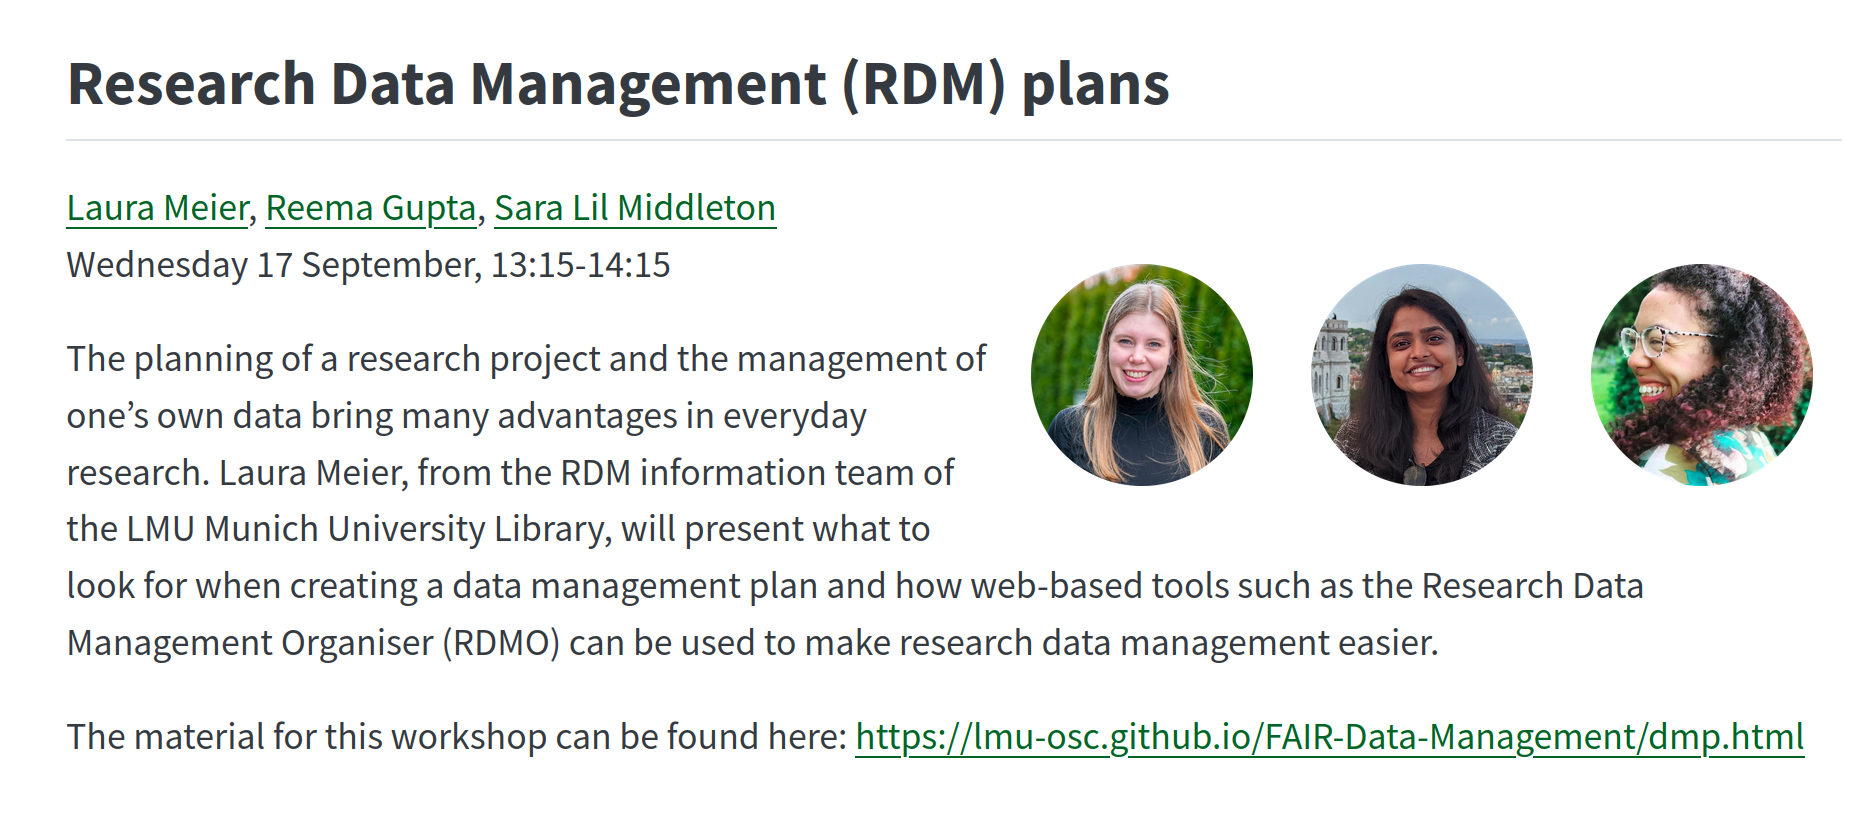 Research Data Management (RDM) plans
Laura Meier, Reema Gupta, Sara Lil Middleton
Wednesday 17 September, 13:15-14:15
The planning of a research project and the management of
one’s own data bring many advantages in everyday
research. Laura Meier, from the RDM information team of
the LMU Munich University Library, will present what to
look for when creating a data management plan and how web-based tools such as the Research Data
Management Organiser (RDMO) can be used to make research data management easier.
The material for this workshop can be found here: https://lmu-osc.github.io/FAIR-Data-Management/dmp.html